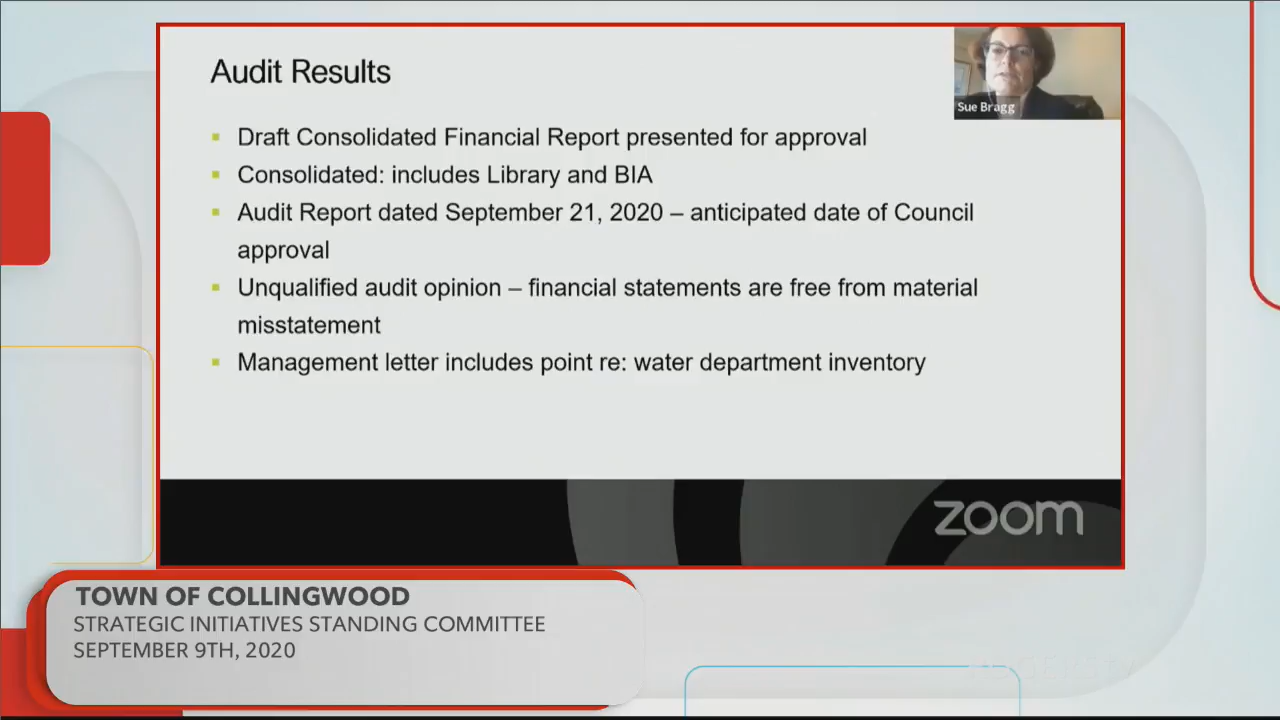 Audit Results
Sue Bragg
Draft Consolidated Financial Report presented for approval
Consolidated: includes Library and BIA
Audit Report dated September 21, 2020 – anticipated date of Council
approval
Unqualified audit opinion – financial statements are free from material
misstatement
Management letter includes point re: water department inventory
zoom
TOWN OF COLLINGWOOD
STRATEGIC INITIATIVES STANDING COMMITTEE
SEPTEMBER 9TH, 2020